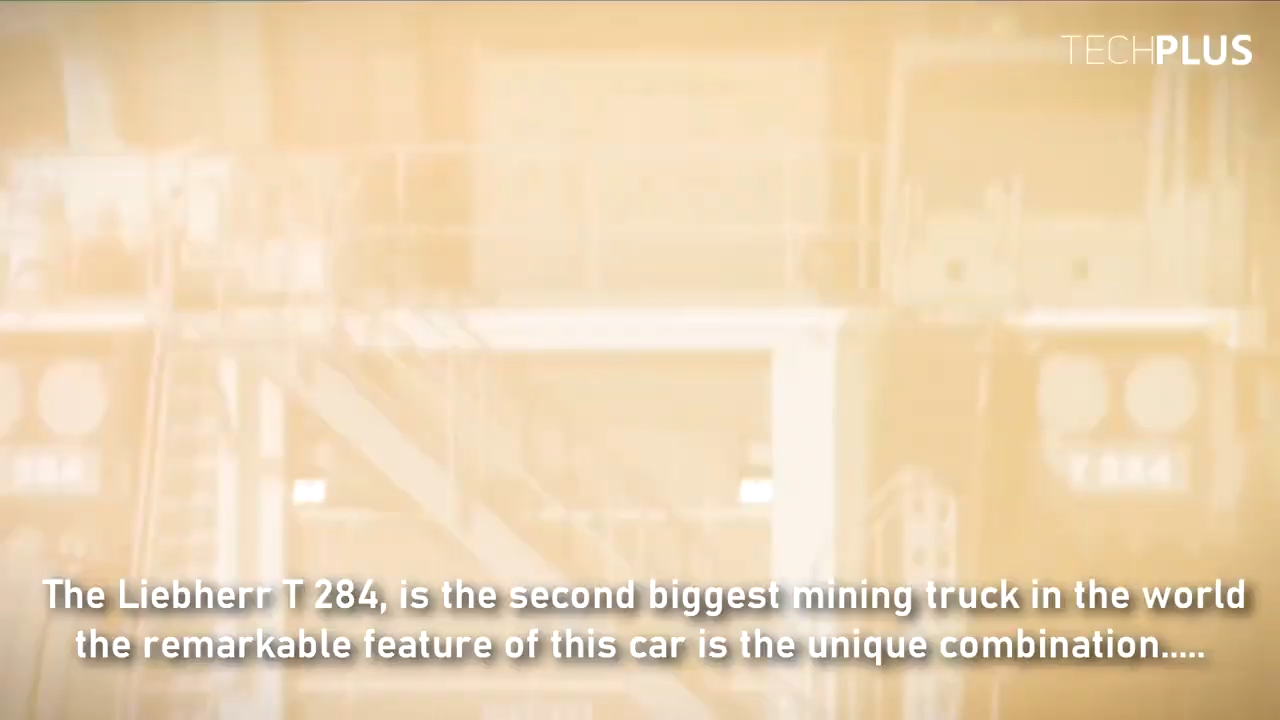 TECHPLUS
T 284
The Liebherr T 284, is the second biggest mining truck in the world
the remarkable feature of this car is the unique combination.....